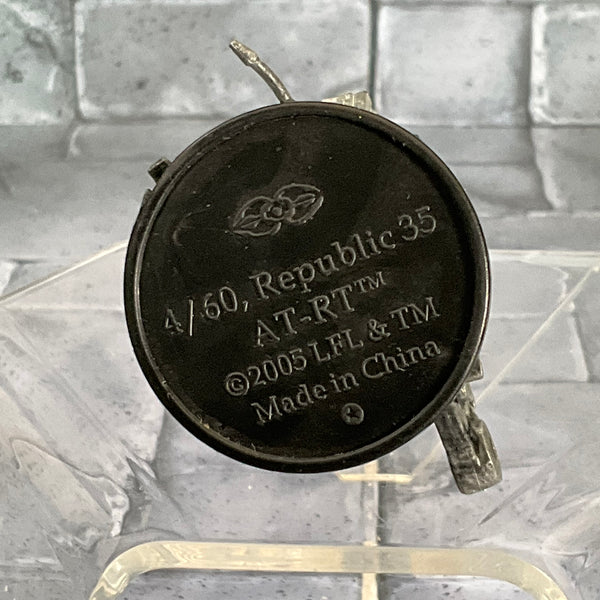 4/60, Republic 35
AT-RT™
©2005 LFL & TM
Made in China